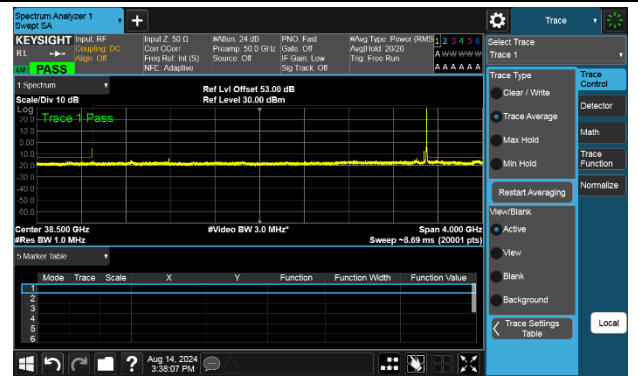 Spectrum Analyzer 1
Swept SA
+
Trace
KEYSIGHT Input: RF Input Z: 50 Ω #Atten: 24 dB PNO: Fast #Avg Type: Power (RMS 1 2 3 4 5 6
RL Coupling: DC Corr CCorr Preamp: 50.0 GHz Gate: Off Avg|Hold: 20/20 A W W W W W
Align: Off Freq Ref: Int (S) Source: Off IF Gain: Low Trig: Free Run
LV PASS NFE: Adaptive Sig Track: Off A A A A A A
1 Spectrum
Ref Lvl Offset 53.00 dB
Scale/Div 10 dB Ref Level 30.00 dBm
Log
Trace 1 Pass
20.0
10.0
0.00
-10.0
-20.0
-30.0
-40.0
-50.0
-60.0
Center 38.500 GHz #Video BW 3.0 MHz* Span 4.000 GHz
#Res BW 1.0 MHz Sweep ~8.69 ms (20001 pts)
5 Marker Table
Mode Trace Scale X Y Function Function Width Function Value
1
2
3
4
5
6
Select Trace
Trace 1
Trace Type
Clear / Write
Trace Average
Max Hold
Min Hold
Restart Averaging
View/Blank
Active
View
Blank
Background
Trace Settings
Table
Trace
Control
Detector
Math
Trace
Function
Normalize
Local
?
Aug 14, 2024
3:38:07 PM